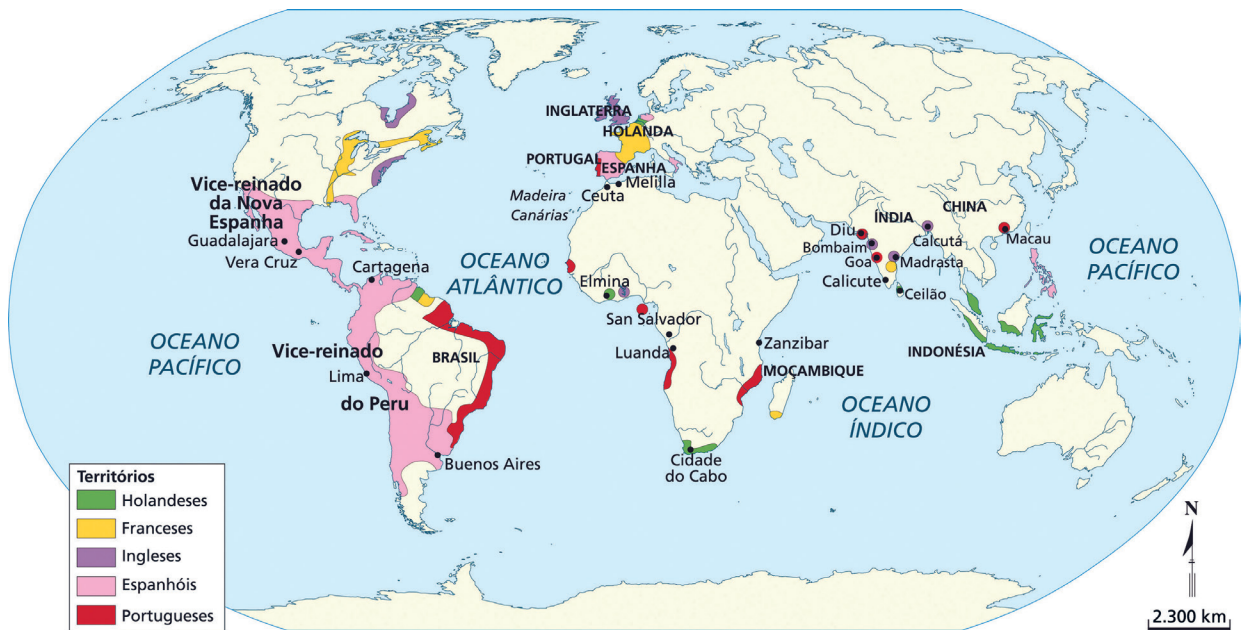 INGLATERRA
HOLANDA
PORTUGAL
ESPANHA
Melilla
Ceuta
Madeira
Canárias
Vice-reinado
da Nova
Espanha
Guadalajara
Vera Cruz
Cartagena
OCEANO
ATLÂNTICO
Elmina
San Salvador
Luanda
Zanzibar
MOÇAMBIQUE
ÍNDIA
CHINA
Diu
Bombaim
Goa
Calcutá
Madrasta
Macau
Calicute
Ceilão
OCEANO
PACÍFICO
INDONÉSIA
OCEANO
PACÍFICO
Vice-reinado
do Peru
BRASIL
Lima
Buenos Aires
OCEANO
ÍNDICO
Cidade
do Cabo
Territórios
Holandeses
Franceses
Ingleses
Espanhóis
Portugueses
N
2.300 km